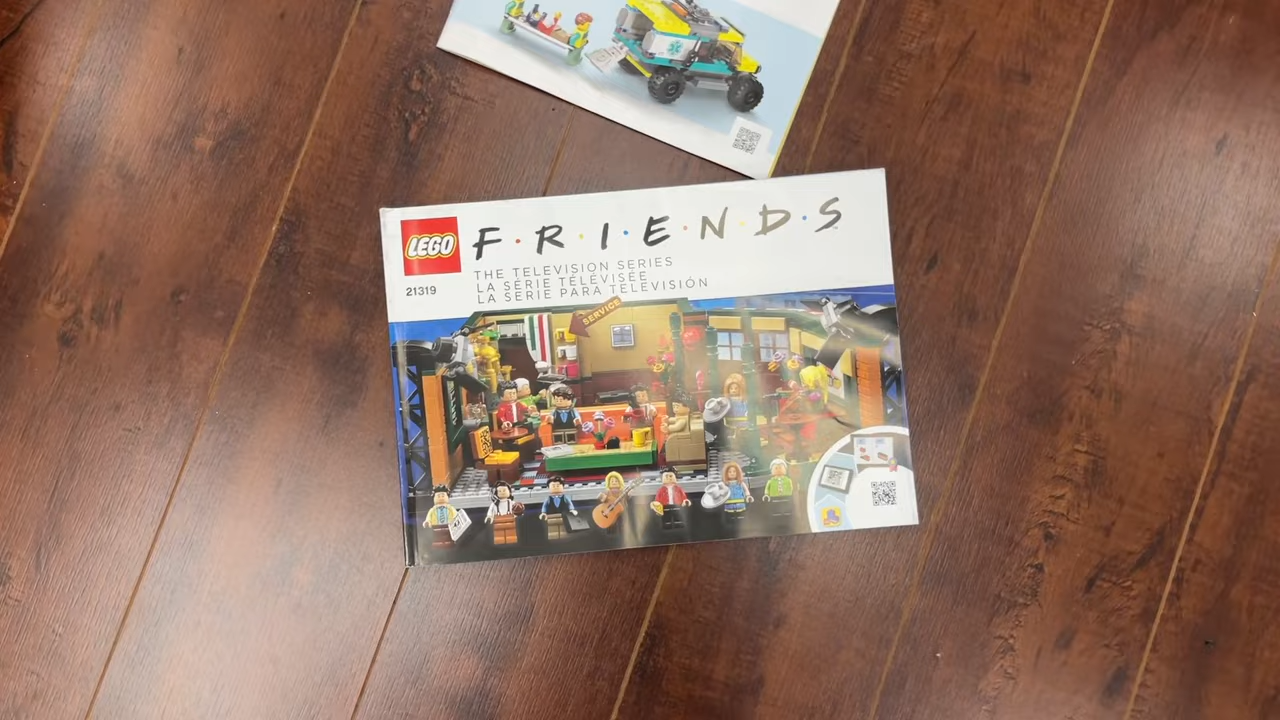 LEGO
F·R·I·E·N·D·S
THE TELEVISION SERIES
LA SÉRIE TÉLÉVISÉE
LA SERIE PARA TELEVISIÓN
21319
SERVICE